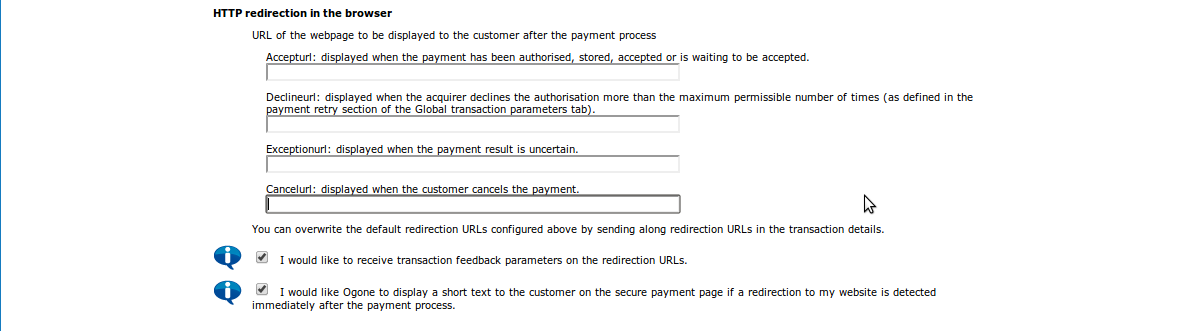 HTTP redirection in the browser
URL of the webpage to be displayed to the customer after the payment process
Accepturl: displayed when the payment has been authorised, stored, accepted or is waiting to be accepted.
Declineurl: displayed when the acquirer declines the authorisation more than the maximum permissible number of times (as defined in the
payment retry section of the Global transaction parameters tab).
Exceptionurl: displayed when the payment result is uncertain.
Cancelurl: displayed when the customer cancels the payment.
You can overwrite the default redirection URLs configured above by sending along redirection URLs in the transaction details.
I would like to receive transaction feedback parameters on the redirection URLs.
I would like Ogone to display a short text to the customer on the secure payment page if a redirection to my website is detected
immediately after the payment process.